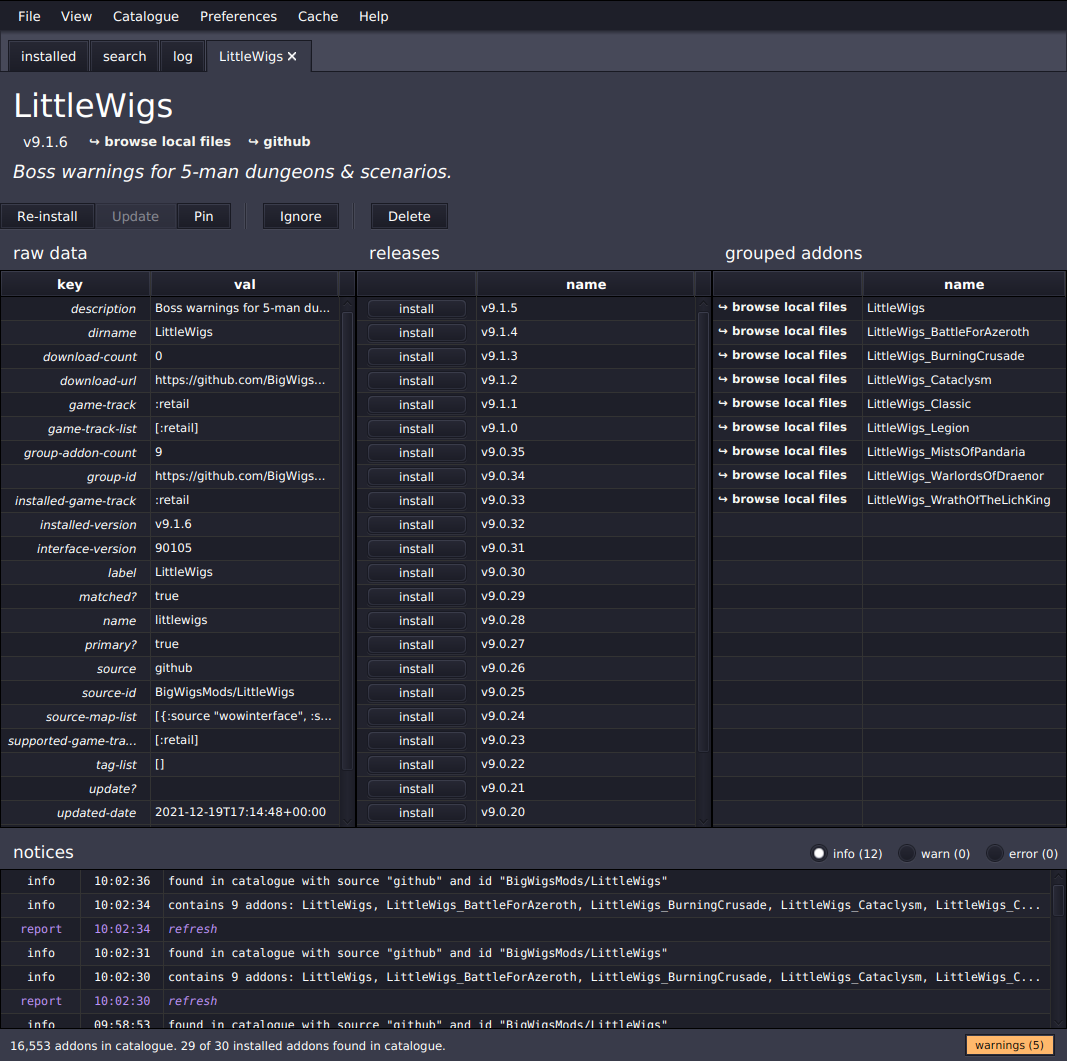 File View Catalogue Preferences Cache Help
installed search log LittleWigs ✕
LittleWigs
v9.1.6 ↪ browse local files ↪ github
Boss warnings for 5-man dungeons & scenarios.
Re-install Update Pin Ignore Delete
raw data
key val
description Boss warnings for 5-man du...
dirname LittleWigs
download-count 0
download-url https://github.com/BigWigs...
game-track :retail
game-track-list [:retail]
group-addon-count 9
group-id https://github.com/BigWigs...
installed-game-track :retail
installed-version v9.1.6
interface-version 90105
label LittleWigs
matched? true
name littlewigs
primary? true
source github
source-id BigWigsMods/LittleWigs
source-map-list [{:source "wowinterface", :s...
supported-game-tra... [:retail]
tag-list []
update?
updated-date 2021-12-19T17:14:48+00:00
releases
name
install v9.1.5
install v9.1.4
install v9.1.3
install v9.1.2
install v9.1.1
install v9.1.0
install v9.0.35
install v9.0.34
install v9.0.33
install v9.0.32
install v9.0.31
install v9.0.30
install v9.0.29
install v9.0.28
install v9.0.27
install v9.0.26
install v9.0.25
install v9.0.24
install v9.0.23
install v9.0.22
install v9.0.21
install v9.0.20
grouped addons
name
↪ browse local files LittleWigs
↪ browse local files LittleWigs_BattleForAzeroth
↪ browse local files LittleWigs_BurningCrusade
↪ browse local files LittleWigs_Cataclysm
↪ browse local files LittleWigs_Classic
↪ browse local files LittleWigs_Legion
↪ browse local files LittleWigs_MistsOfPandaria
↪ browse local files LittleWigs_WarlordsOfDraenor
↪ browse local files LittleWigs_WrathOfTheLichKing
notices info (12) warn (0) error (0)
info 10:02:36 found in catalogue with source "github" and id "BigWigsMods/LittleWigs"
info 10:02:34 contains 9 addons: LittleWigs, LittleWigs_BattleForAzeroth, LittleWigs_BurningCrusade, LittleWigs_Cataclysm, LittleWigs_C...
report 10:02:34 refresh
info 10:02:31 found in catalogue with source "github" and id "BigWigsMods/LittleWigs"
info 10:02:30 contains 9 addons: LittleWigs, LittleWigs_BattleForAzeroth, LittleWigs_BurningCrusade, LittleWigs_Cataclysm, LittleWigs_C...
report 10:02:30 refresh
info 09:58:53 found in catalogue with source "github" and id "BigWigsMods/LittleWigs"
16,553 addons in catalogue. 29 of 30 installed addons found in catalogue. warnings (5)